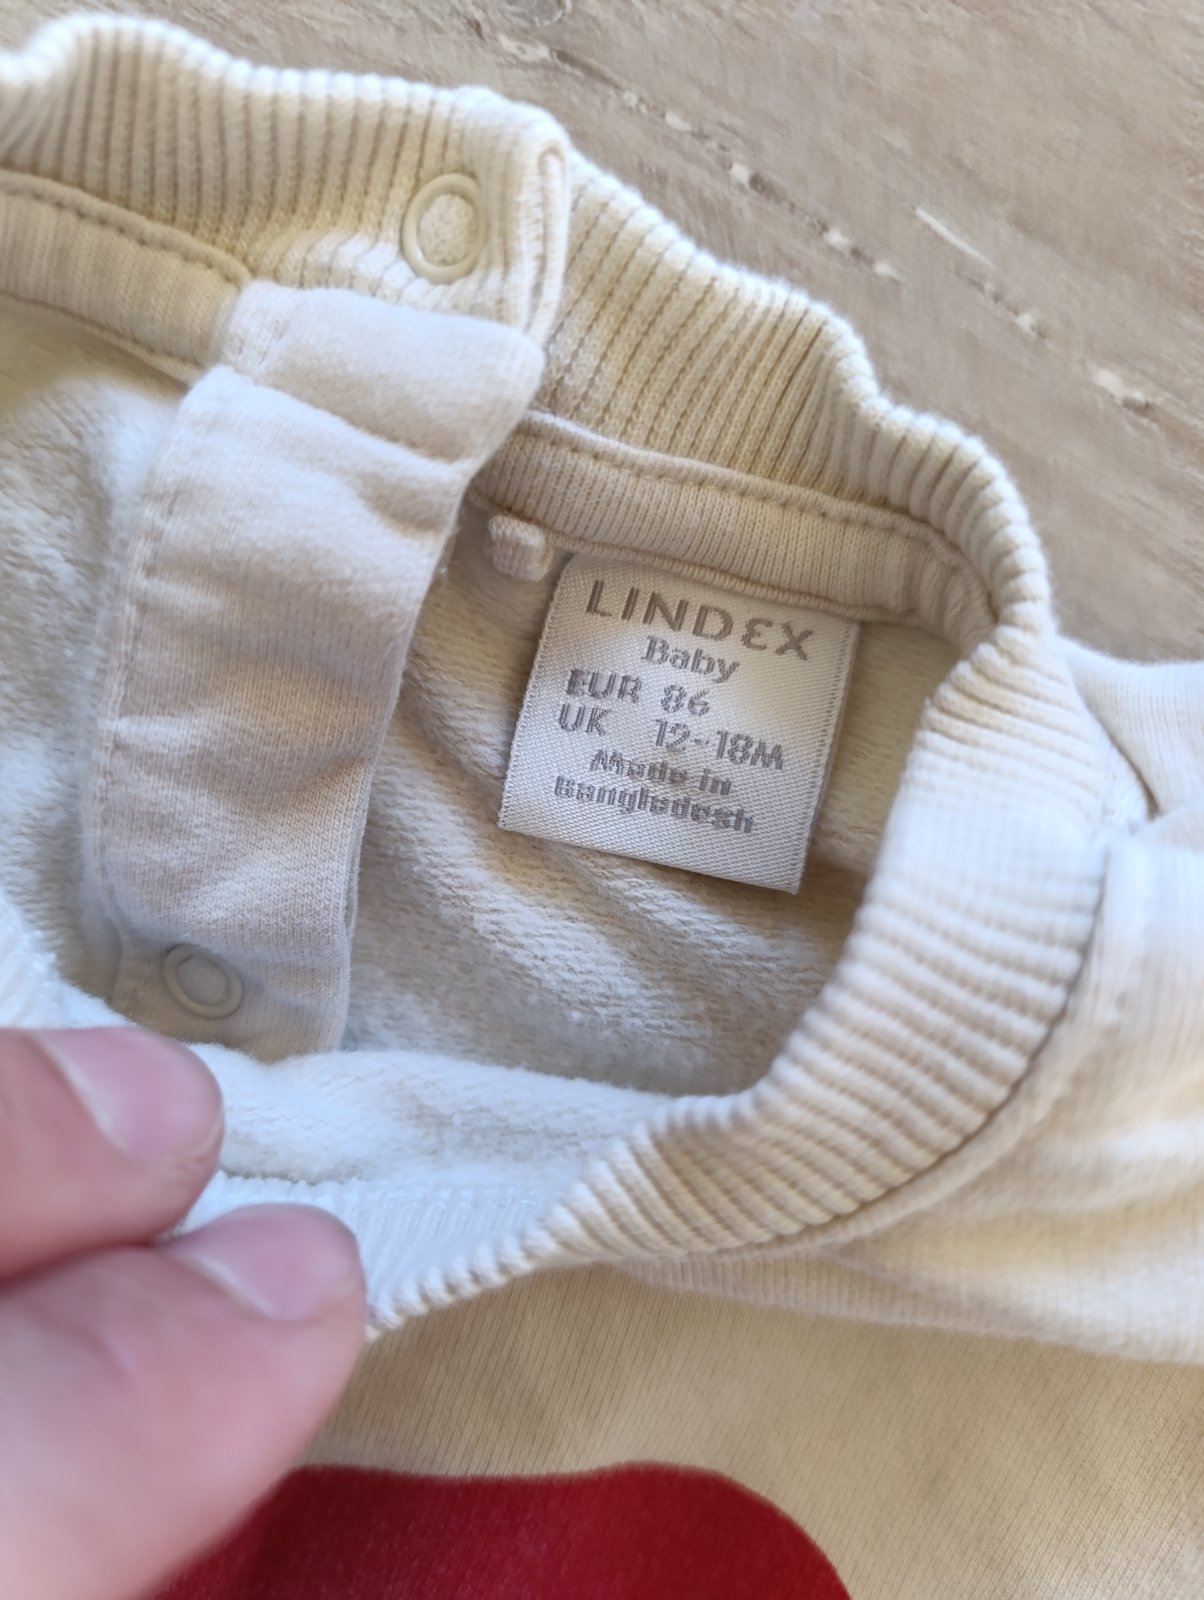 LINDEX
Baby
EUR 86
UK 12-18M
Made in
Bangladesh